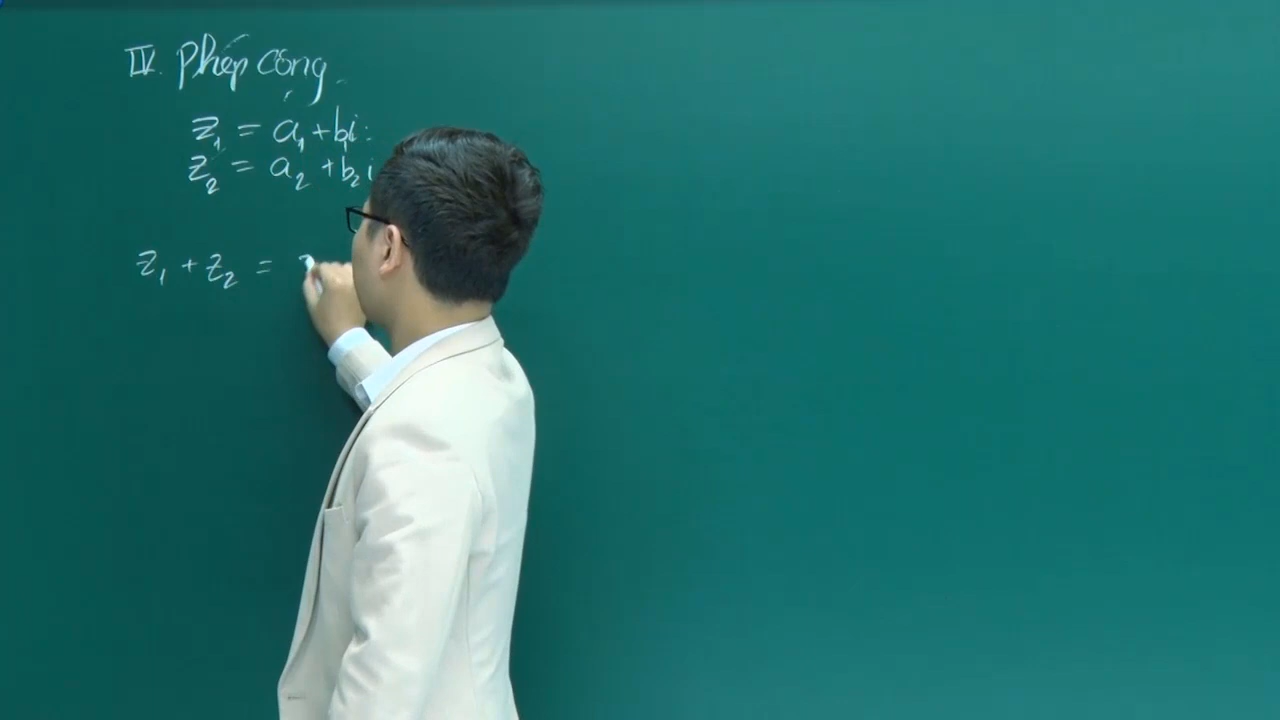 IV. Phép cộng
z₁ = a₁ + b₁i
z₂ = a₂ + b₂i
z₁ + z₂ =